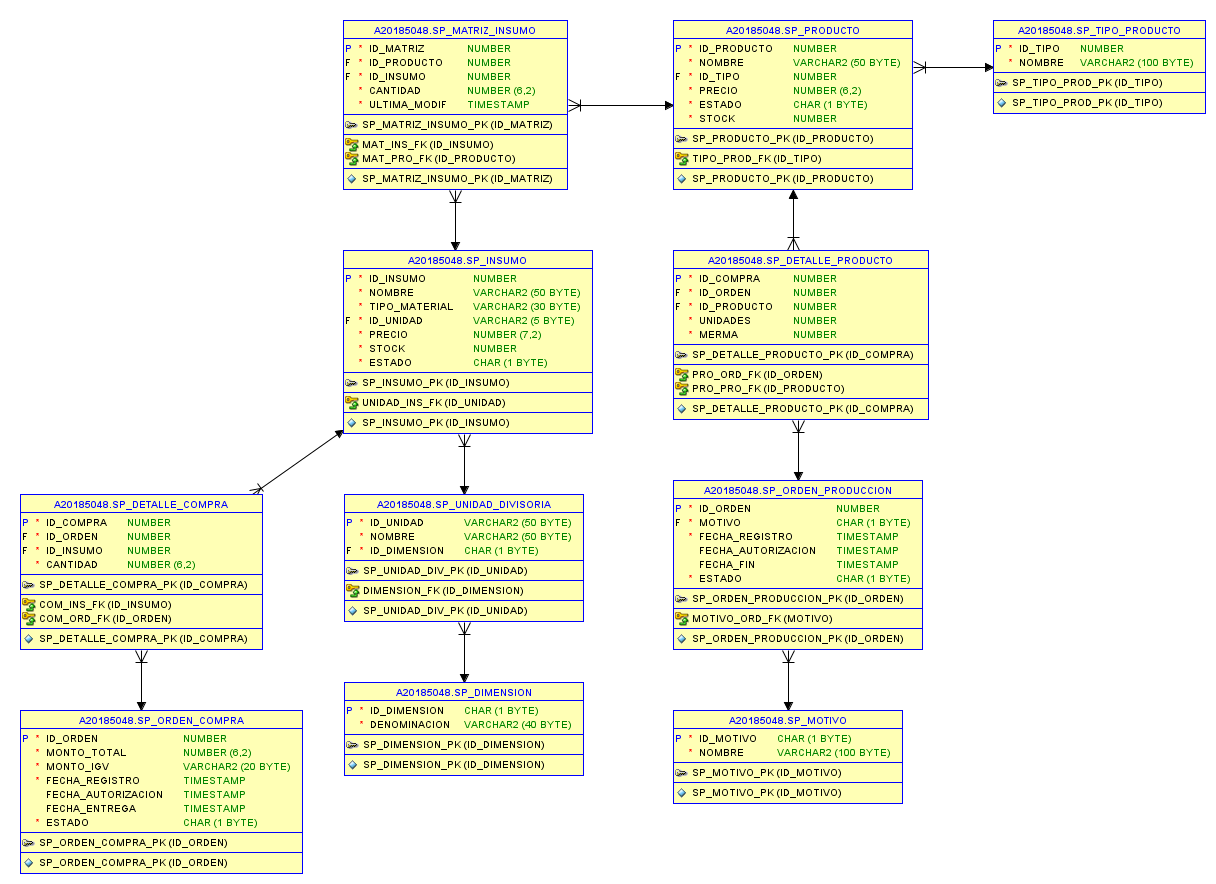 A20185048.SP_MATRIZ_INSUMO
P * ID_MATRIZ NUMBER
F * ID_PRODUCTO NUMBER
F * ID_INSUMO NUMBER
* CANTIDAD NUMBER (6,2)
* ULTIMA_MODIF TIMESTAMP
SP_MATRIZ_INSUMO_PK (ID_MATRIZ)
MAT_INS_FK (ID_INSUMO)
MAT_PRO_FK (ID_PRODUCTO)
SP_MATRIZ_INSUMO_PK (ID_MATRIZ)
A20185048.SP_PRODUCTO
P * ID_PRODUCTO NUMBER
* NOMBRE VARCHAR2 (50 BYTE)
F * ID_TIPO NUMBER
* PRECIO NUMBER (6,2)
* ESTADO CHAR (1 BYTE)
* STOCK NUMBER
SP_PRODUCTO_PK (ID_PRODUCTO)
TIPO_PROD_FK (ID_TIPO)
SP_PRODUCTO_PK (ID_PRODUCTO)
A20185048.SP_TIPO_PRODUCTO
P * ID_TIPO NUMBER
* NOMBRE VARCHAR2 (100 BYTE)
SP_TIPO_PROD_PK (ID_TIPO)
SP_TIPO_PROD_PK (ID_TIPO)
A20185048.SP_INSUMO
P * ID_INSUMO NUMBER
* NOMBRE VARCHAR2 (50 BYTE)
* TIPO_MATERIAL VARCHAR2 (30 BYTE)
F * ID_UNIDAD VARCHAR2 (5 BYTE)
* PRECIO NUMBER (7,2)
* STOCK NUMBER
* ESTADO CHAR (1 BYTE)
SP_INSUMO_PK (ID_INSUMO)
UNIDAD_INS_FK (ID_UNIDAD)
SP_INSUMO_PK (ID_INSUMO)
A20185048.SP_DETALLE_PRODUCTO
P * ID_COMPRA NUMBER
F * ID_ORDEN NUMBER
F * ID_PRODUCTO NUMBER
* UNIDADES NUMBER
* MERMA NUMBER
SP_DETALLE_PRODUCTO_PK (ID_COMPRA)
PRO_ORD_FK (ID_ORDEN)
PRO_PRO_FK (ID_PRODUCTO)
SP_DETALLE_PRODUCTO_PK (ID_COMPRA)
A20185048.SP_DETALLE_COMPRA
P * ID_COMPRA NUMBER
F * ID_ORDEN NUMBER
F * ID_INSUMO NUMBER
* CANTIDAD NUMBER (6,2)
SP_DETALLE_COMPRA_PK (ID_COMPRA)
COM_INS_FK (ID_INSUMO)
COM_ORD_FK (ID_ORDEN)
SP_DETALLE_COMPRA_PK (ID_COMPRA)
A20185048.SP_UNIDAD_DIVISORIA
P * ID_UNIDAD VARCHAR2 (50 BYTE)
* NOMBRE VARCHAR2 (50 BYTE)
F * ID_DIMENSION CHAR (1 BYTE)
SP_UNIDAD_DIV_PK (ID_UNIDAD)
DIMENSION_FK (ID_DIMENSION)
SP_UNIDAD_DIV_PK (ID_UNIDAD)
A20185048.SP_ORDEN_PRODUCCION
P * ID_ORDEN NUMBER
F * MOTIVO CHAR (1 BYTE)
* FECHA_REGISTRO TIMESTAMP
FECHA_AUTORIZACION TIMESTAMP
FECHA_FIN TIMESTAMP
* ESTADO CHAR (1 BYTE)
SP_ORDEN_PRODUCCION_PK (ID_ORDEN)
MOTIVO_ORD_FK (MOTIVO)
SP_ORDEN_PRODUCCION_PK (ID_ORDEN)
A20185048.SP_DIMENSION
P * ID_DIMENSION CHAR (1 BYTE)
* DENOMINACION VARCHAR2 (40 BYTE)
SP_DIMENSION_PK (ID_DIMENSION)
SP_DIMENSION_PK (ID_DIMENSION)
A20185048.SP_ORDEN_COMPRA
P * ID_ORDEN NUMBER
* MONTO_TOTAL NUMBER (6,2)
* MONTO_IGV VARCHAR2 (20 BYTE)
* FECHA_REGISTRO TIMESTAMP
FECHA_AUTORIZACION TIMESTAMP
FECHA_ENTREGA TIMESTAMP
* ESTADO CHAR (1 BYTE)
SP_ORDEN_COMPRA_PK (ID_ORDEN)
SP_ORDEN_COMPRA_PK (ID_ORDEN)
A20185048.SP_MOTIVO
P * ID_MOTIVO CHAR (1 BYTE)
* NOMBRE VARCHAR2 (100 BYTE)
SP_MOTIVO_PK (ID_MOTIVO)
SP_MOTIVO_PK (ID_MOTIVO)